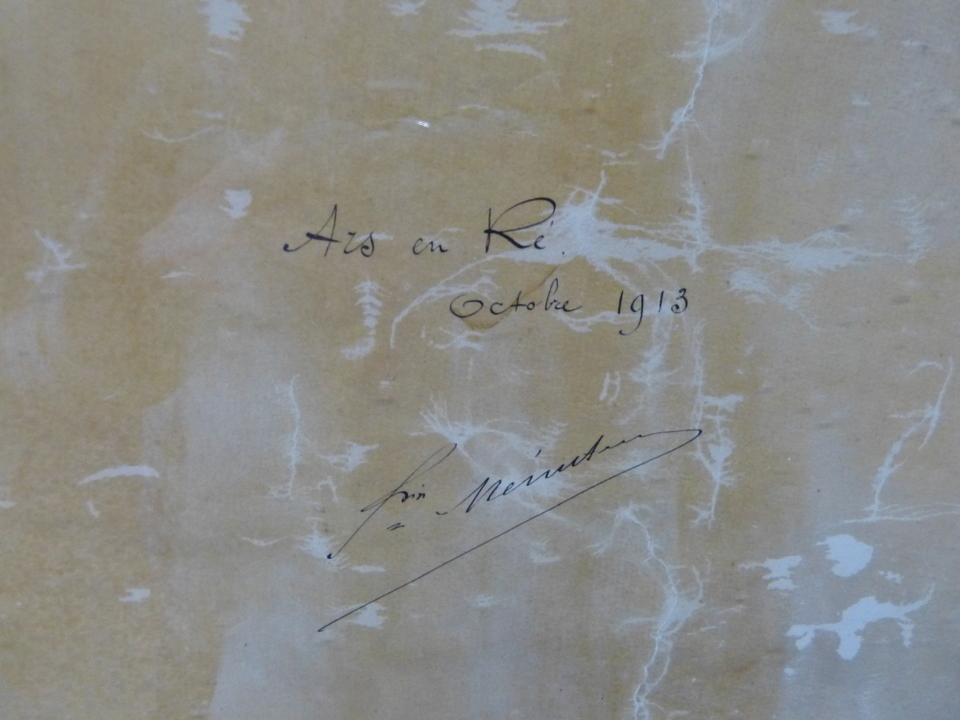 Ars en Ré.
Octobre 1913